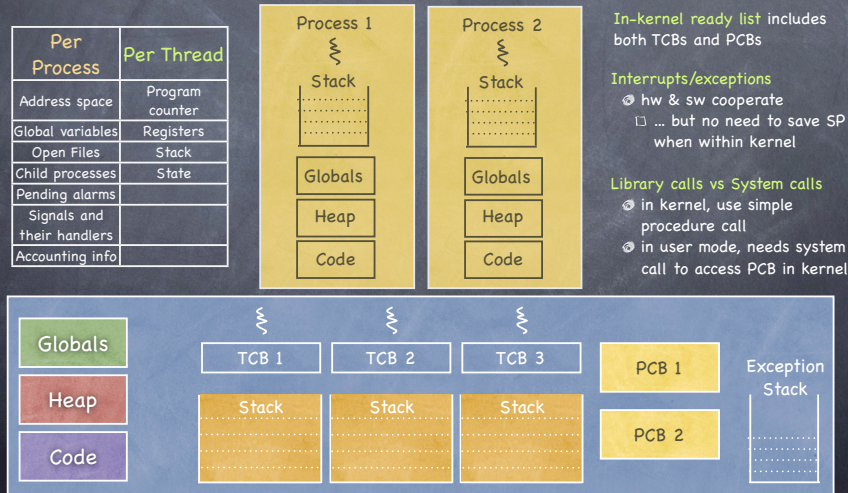 Per
Process
Per Thread
Address space
Program
counter
Global variables
Registers
Open Files
Stack
Child processes
State
Pending alarms
Signals and
their handlers
Accounting info
Process 1
Stack
Globals
Heap
Code
Process 2
Stack
Globals
Heap
Code
In-kernel ready list includes
both TCBs and PCBs
Interrupts/exceptions
hw & sw cooperate
... but no need to save SP
when within kernel
Library calls vs System calls
in kernel, use simple
procedure call
in user mode, needs system
call to access PCB in kernel
Globals
Heap
Code
TCB 1
TCB 2
TCB 3
Stack
Stack
Stack
PCB 1
PCB 2
Exception
Stack